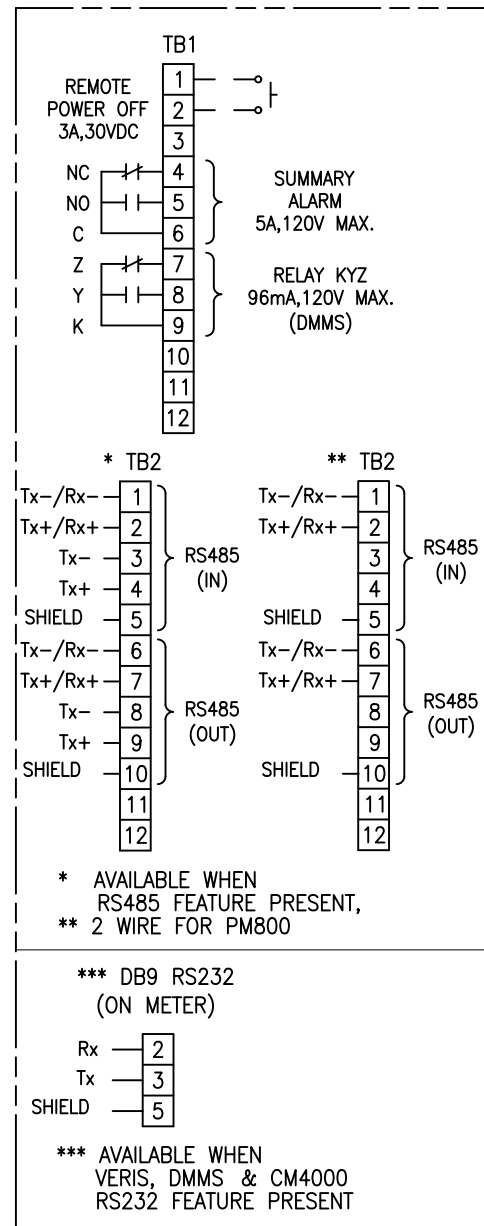 TB1
REMOTE
POWER OFF
3A,30VDC
1
2
3
NC 4
NO 5
C 6
SUMMARY
ALARM
5A,120V MAX.
Z 7
Y 8
K 9
RELAY KYZ
96mA,120V MAX.
(DMMS)
10
11
12
* TB2
Tx-/Rx- 1
Tx+/Rx+ 2
Tx- 3
Tx+ 4
SHIELD 5
RS485
(IN)
Tx-/Rx- 6
Tx+/Rx+ 7
Tx- 8
Tx+ 9
SHIELD 10
RS485
(OUT)
11
12
** TB2
Tx-/Rx- 1
Tx+/Rx+ 2
3
4
SHIELD 5
RS485
(IN)
Tx-/Rx- 6
Tx+/Rx+ 7
8
9
SHIELD 10
RS485
(OUT)
11
12
* AVAILABLE WHEN
RS485 FEATURE PRESENT,
** 2 WIRE FOR PM800
*** DB9 RS232
(ON METER)
Rx 2
Tx 3
SHIELD 5
*** AVAILABLE WHEN
VERIS, DMMS & CM4000
RS232 FEATURE PRESENT